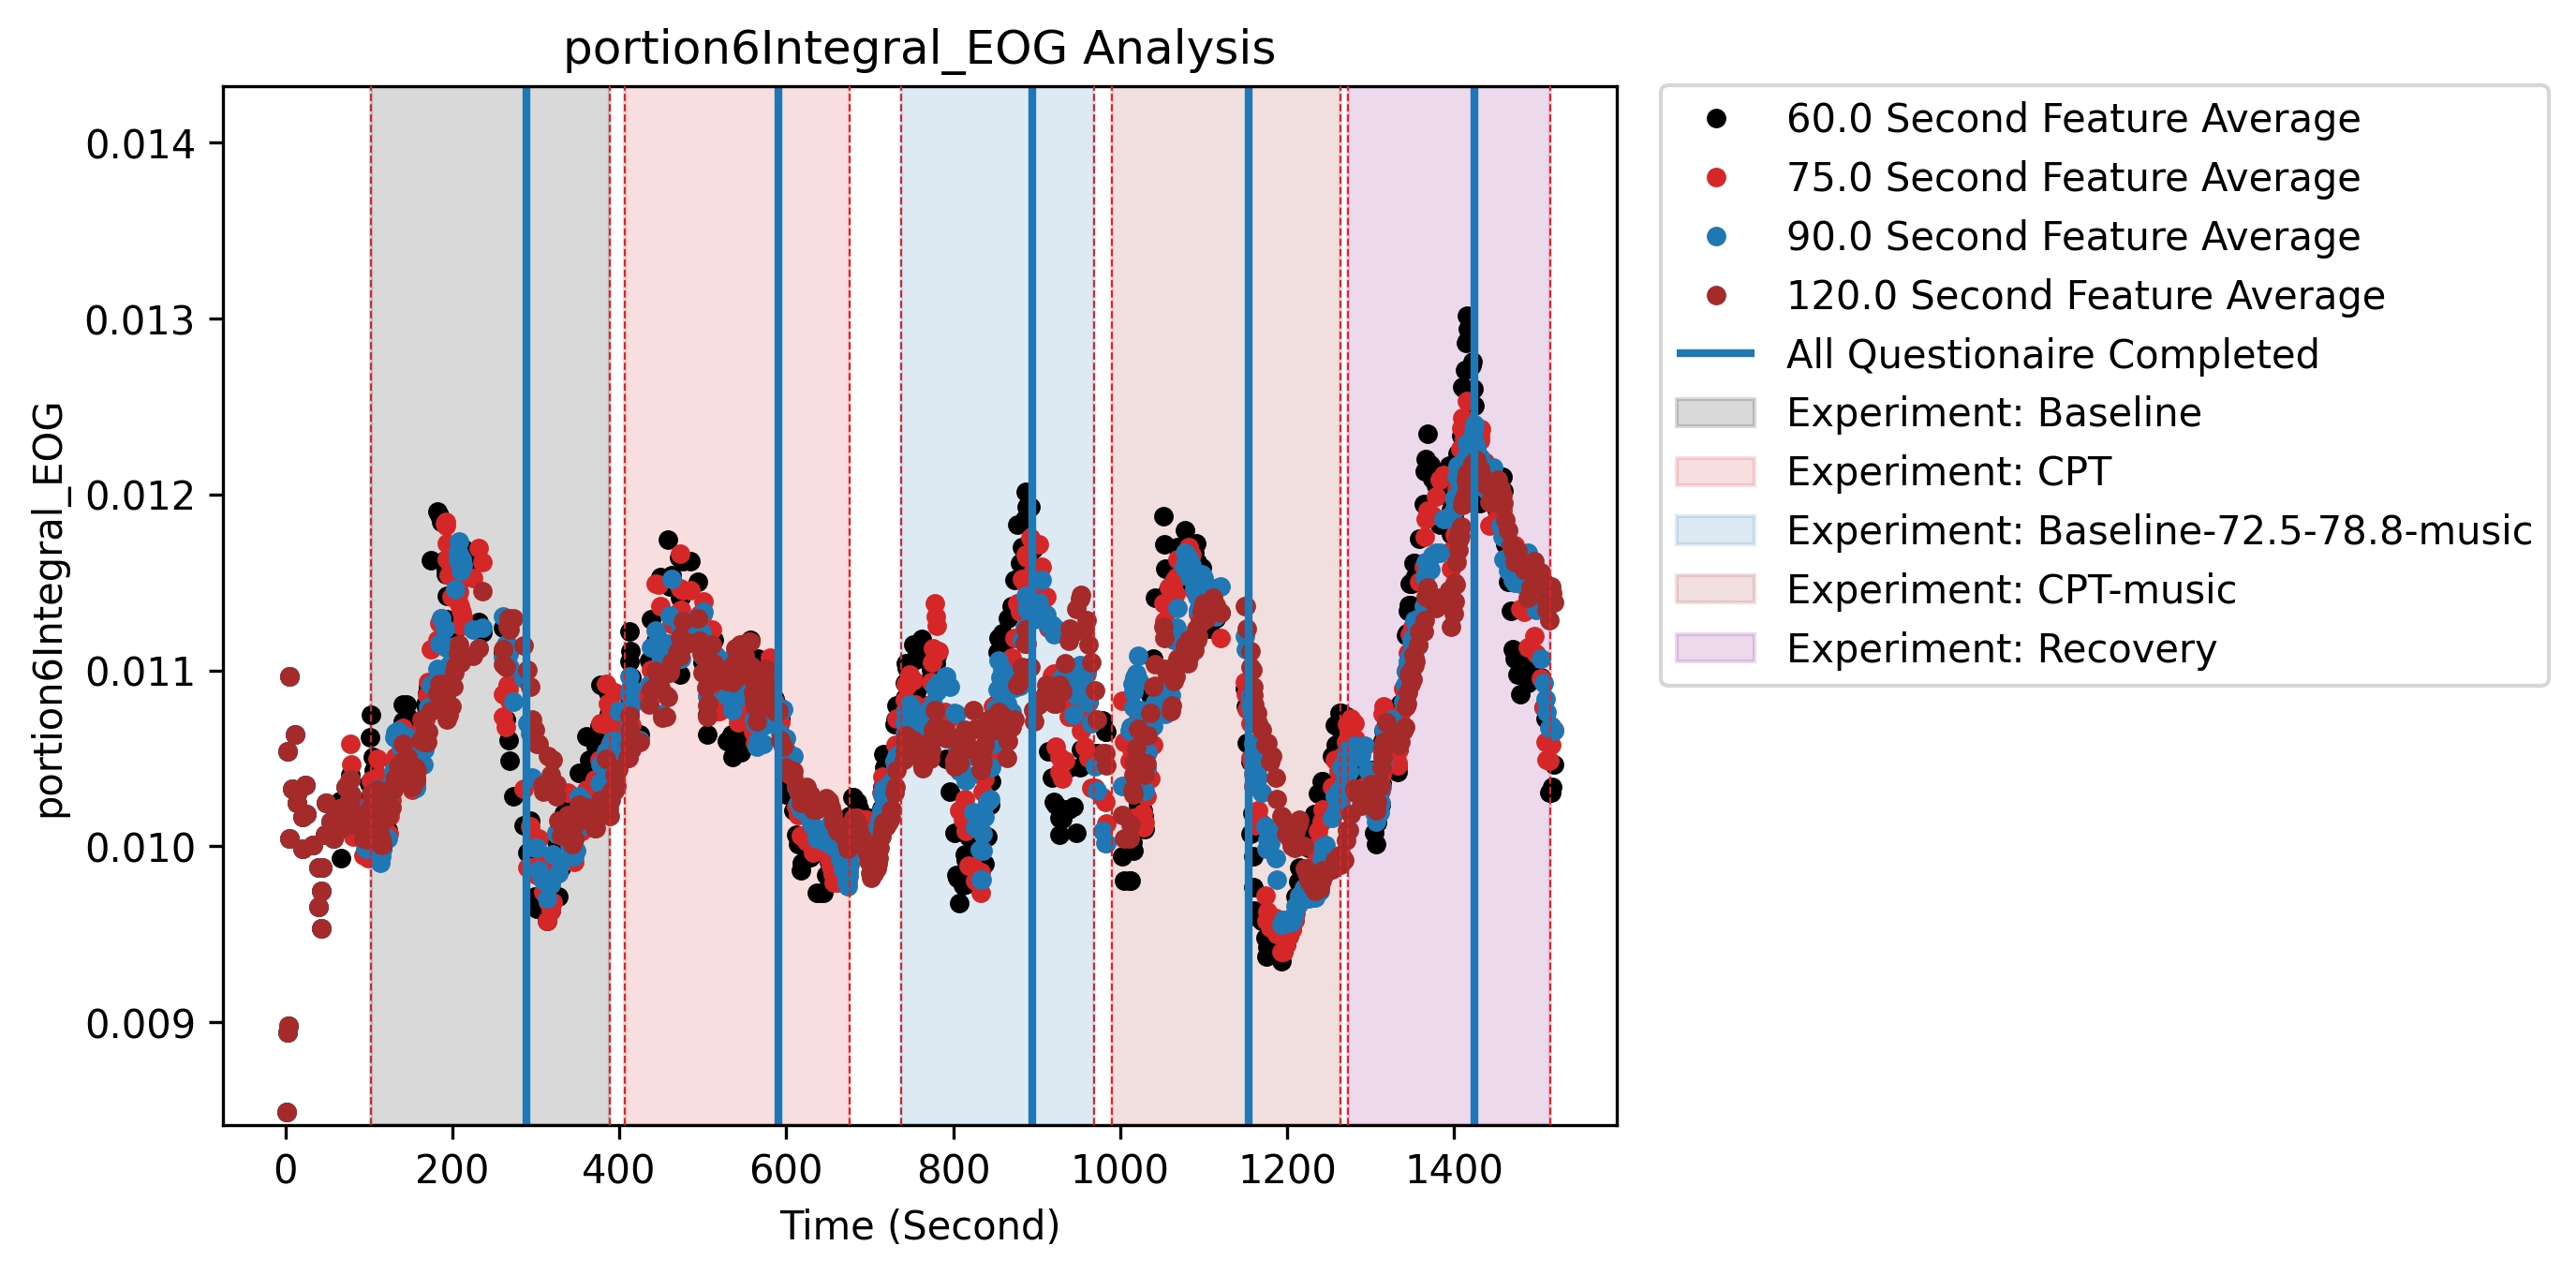 portion6Integral_EOG Analysis
portion6Integral_EOG
0.014
0.013
0.012
0.011
0.010
0.009
0
200
400
600
800
1000
1200
1400
Time (Second)
60.0 Second Feature Average
75.0 Second Feature Average
90.0 Second Feature Average
120.0 Second Feature Average
All Questionaire Completed
Experiment: Baseline
Experiment: CPT
Experiment: Baseline-72.5-78.8-music
Experiment: CPT-music
Experiment: Recovery